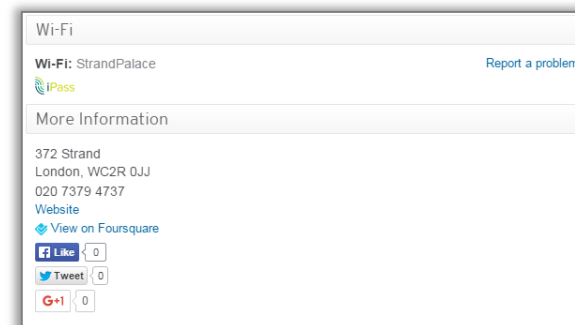 Wi-Fi
Wi-Fi: StrandPalace Report a problem
iPass
More Information
372 Strand
London, WC2R 0JJ
020 7379 4737
Website
View on Foursquare
Like 0
Tweet 0
G+1 0